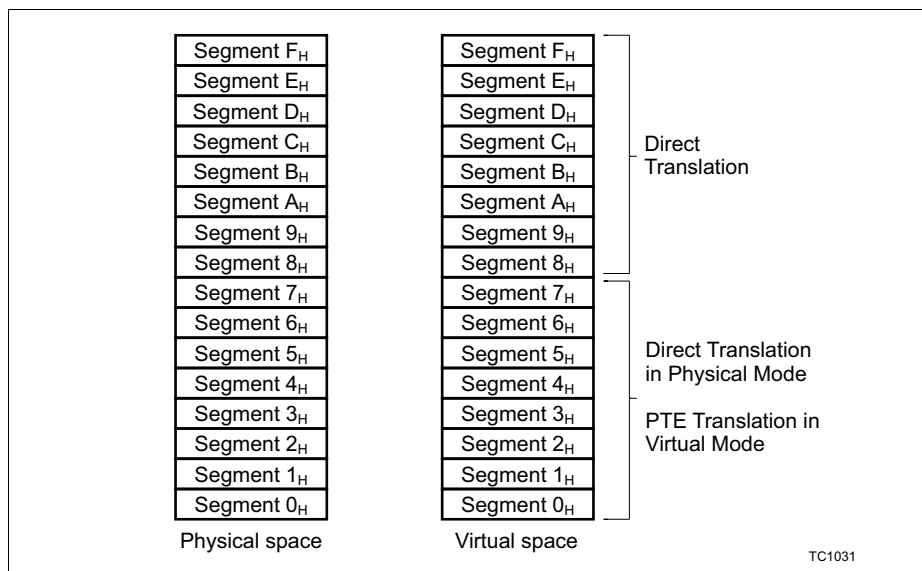 Segment F_H
Segment E_H
Segment D_H
Segment C_H
Segment B_H
Segment A_H
Segment 9_H
Segment 8_H
Segment 7_H
Segment 6_H
Segment 5_H
Segment 4_H
Segment 3_H
Segment 2_H
Segment 1_H
Segment 0_H
Physical space
Segment F_H
Segment E_H
Segment D_H
Segment C_H
Segment B_H
Segment A_H
Segment 9_H
Segment 8_H
Segment 7_H
Segment 6_H
Segment 5_H
Segment 4_H
Segment 3_H
Segment 2_H
Segment 1_H
Segment 0_H
Virtual space
Direct
Translation
Direct Translation
in Physical Mode
PTE Translation in
Virtual Mode
TC1031